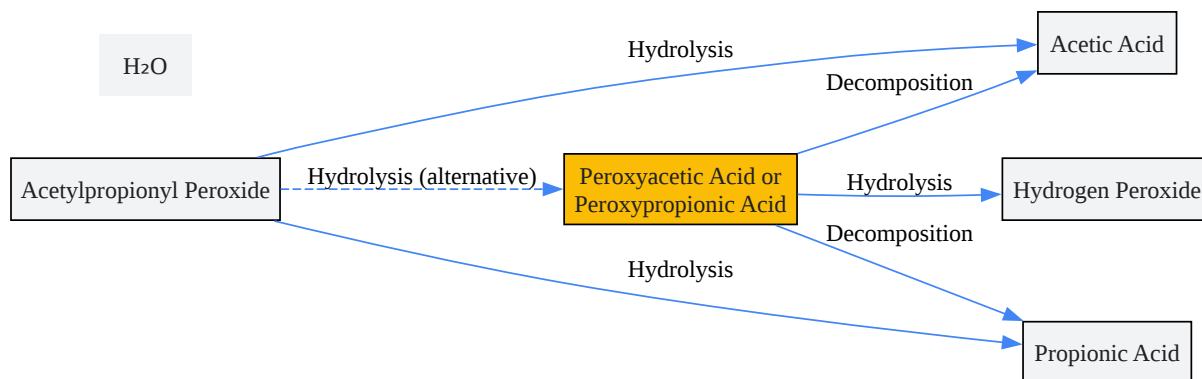 H₂O
Hydrolysis
Acetic Acid
Decomposition
Acetylpropionyl Peroxide
Hydrolysis (alternative)
Peroxyacetic Acid or
Peroxypropionic Acid
Hydrolysis
Hydrogen Peroxide
Decomposition
Hydrolysis
Propionic Acid